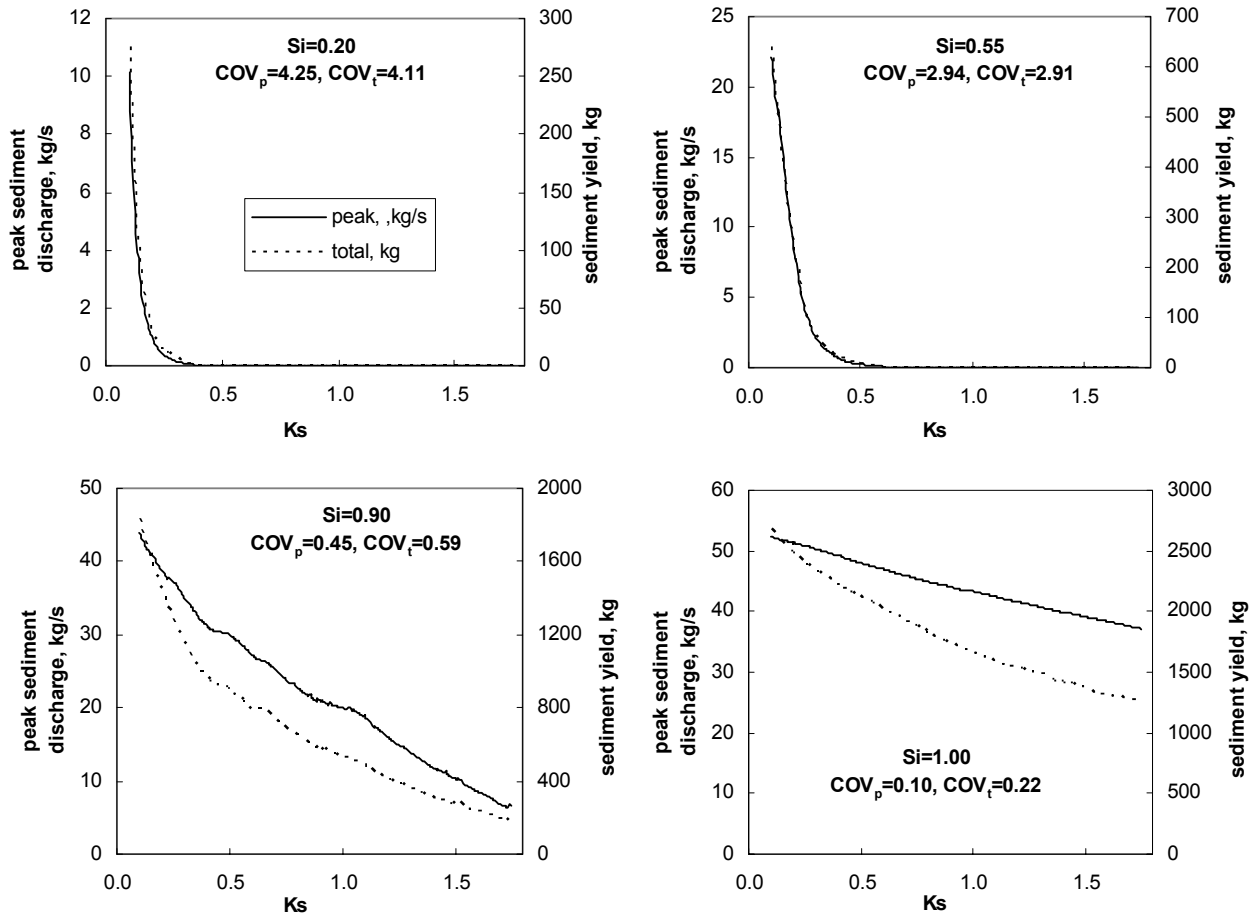 12
10
8
6
4
2
0
300
250
200
150
100
50
0
0.0 0.5 1.0 1.5
Ks
peak sediment
discharge, kg/s
sediment yield, kg
Si=0.20
COVp=4.25, COVt=4.11
peak, ,kg/s
total, kg
25
20
15
10
5
0
700
600
500
400
300
200
100
0
0.0 0.5 1.0 1.5
Ks
peak sediment
discharge, kg/s
sediment yield, kg
Si=0.55
COVp=2.94, COVt=2.91
50
40
30
20
10
0
2000
1600
1200
800
400
0
0.0 0.5 1.0 1.5
Ks
peak sediment
discharge, kg/s
sediment yield, kg
Si=0.90
COVp=0.45, COVt=0.59
60
50
40
30
20
10
0
3000
2500
2000
1500
1000
500
0
0.0 0.5 1.0 1.5
Ks
peak sediment
discharge, kg/s
sediment yield, kg
Si=1.00
COVp=0.10, COVt=0.22